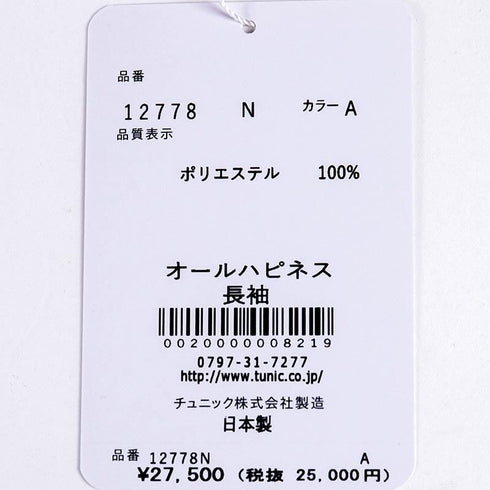 品番
12778 N カラー A
品質表示
ポリエステル 100%
オールハピネス
長袖
0020000008219
0797-31-7277
http://www.tunic.co.jp/
チュニック株式会社製造
日本製
品番 12778N A
¥27,500 (税抜 25,000円)